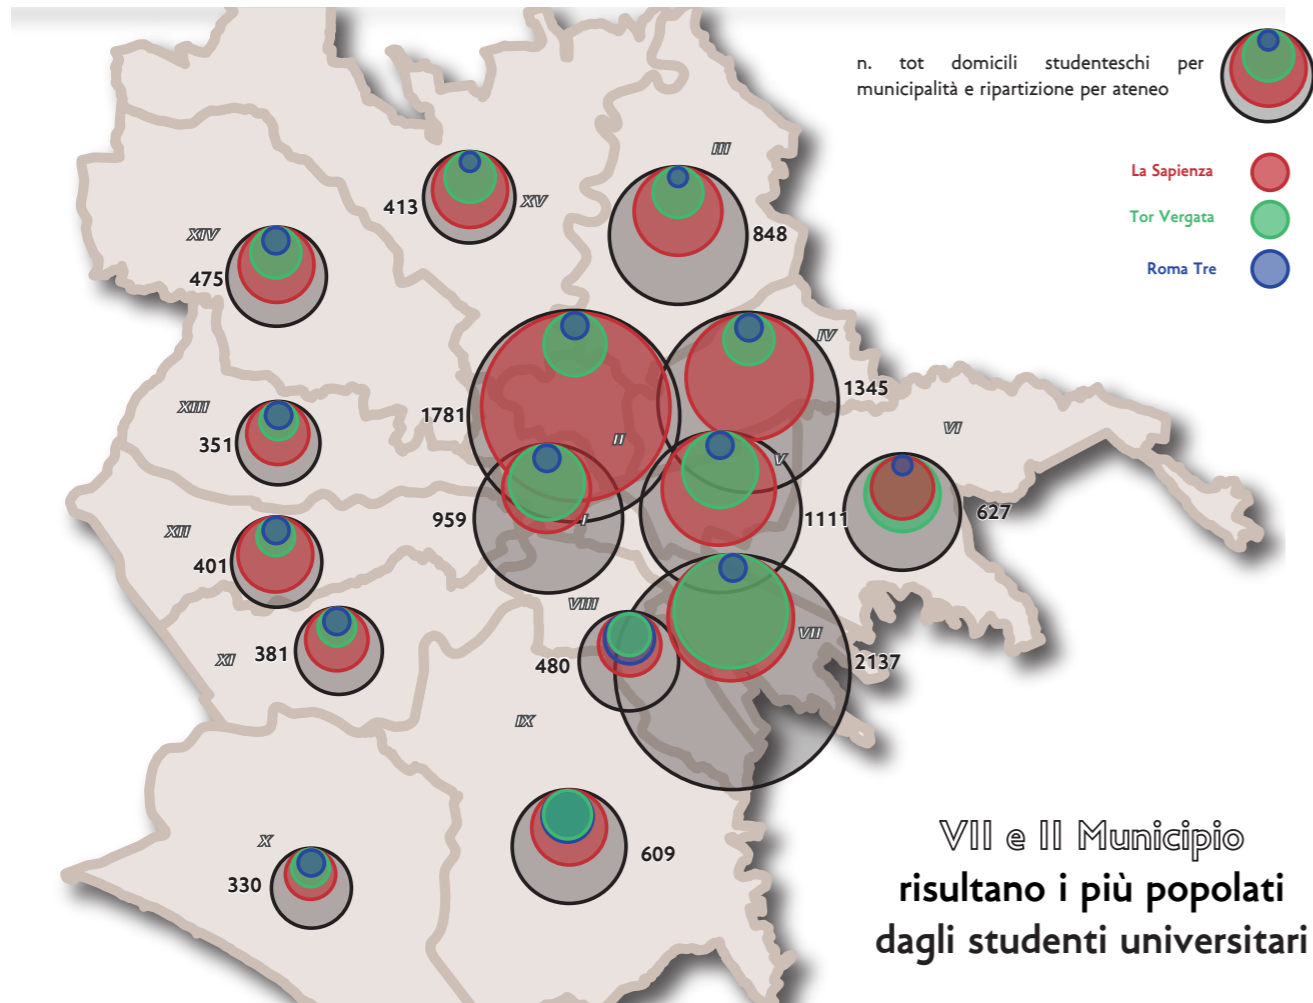 n. tot domicili studenteschi per
municipalità e ripartizione per ateneo
La Sapienza
Tor Vergata
Roma Tre
III
XV
413
848
XIV
475
IV
1345
XIII
351
1781
II
VI
V
XII
401
959
I
1111
627
VIII
VII
XI
381
480
2137
IX
X
330
609
VII e II Municipio
risultano i più popolati
dagli studenti universitari